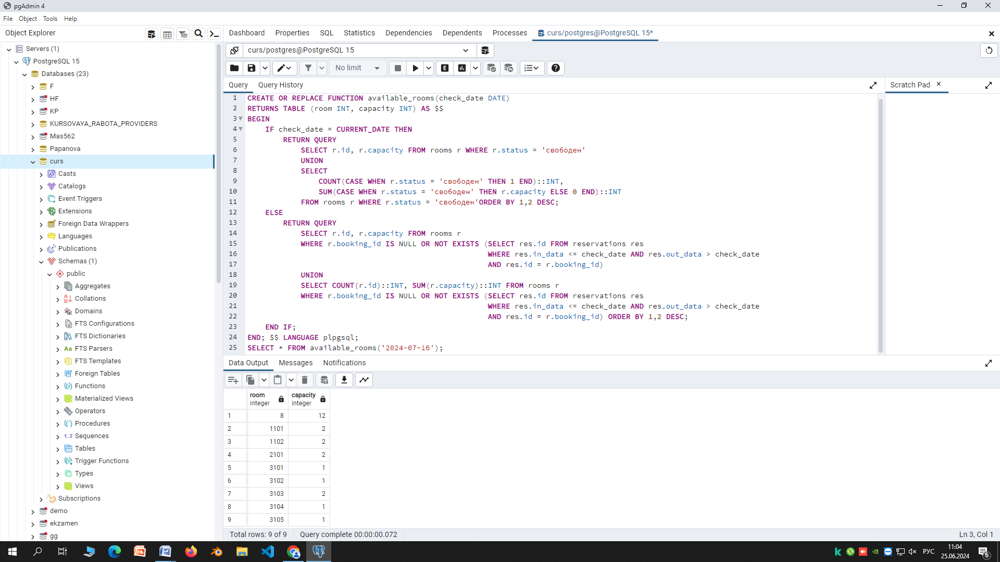 pgAdmin 4
File Object Tools Help
Object Explorer
Dashboard Properties SQL Statistics Dependencies Dependents Processes curs/postgres@PostgreSQL 15*
Servers (1)
PostgreSQL 15
Databases (23)
F
HF
KP
KURSOVAYA_RABOTA_PROVIDERS
Mas562
Papanova
curs
Casts
Catalogs
Event Triggers
Extensions
Foreign Data Wrappers
Languages
Publications
Schemas (1)
public
Aggregates
Collations
Domains
FTS Configurations
FTS Dictionaries
FTS Parsers
FTS Templates
Foreign Tables
Functions
Materialized Views
Operators
Procedures
1..3 Sequences
Tables
Trigger Functions
Types
Views
Subscriptions
demo
ekzamen
gg
curs/postgres@PostgreSQL 15
No limit
Query Query History
Scratch Pad
1 CREATE OR REPLACE FUNCTION available_rooms(check_date DATE)
2 RETURNS TABLE (room INT, capacity INT) AS $$
3 BEGIN
4 IF check_date = CURRENT_DATE THEN
5 RETURN QUERY
6 SELECT r.id, r.capacity FROM rooms r WHERE r.status = 'свободен'
7 UNION
8 SELECT
9 COUNT(CASE WHEN r.status = 'свободен' THEN 1 END)::INT,
10 SUM(CASE WHEN r.status = 'свободен' THEN r.capacity ELSE 0 END)::INT
11 FROM rooms r WHERE r.status = 'свободен'ORDER BY 1,2 DESC;
12 ELSE
13 RETURN QUERY
14 SELECT r.id, r.capacity FROM rooms r
15 WHERE r.booking_id IS NULL OR NOT EXISTS (SELECT res.id FROM reservations res
16 WHERE res.in_data <= check_date AND res.out_data > check_date
17 AND res.id = r.booking_id)
18 UNION
19 SELECT COUNT(r.id)::INT, SUM(r.capacity)::INT FROM rooms r
20 WHERE r.booking_id IS NULL OR NOT EXISTS (SELECT res.id FROM reservations res
21 WHERE res.in_data <= check_date AND res.out_data > check_date
22 AND res.id = r.booking_id) ORDER BY 1,2 DESC;
23 END IF;
24 END; $$ LANGUAGE plpgsql;
25 SELECT * FROM available_rooms('2024-07-16');
Data Output Messages Notifications
room capacity
integer integer
1 8 12
2 1101 2
3 1102 2
4 2101 2
5 3101 1
6 3102 1
7 3103 2
8 3104 1
9 3105 1
Total rows: 9 of 9 Query complete 00:00:00.072 Ln 3, Col 1
РУС
11:04
25.06.2024
6